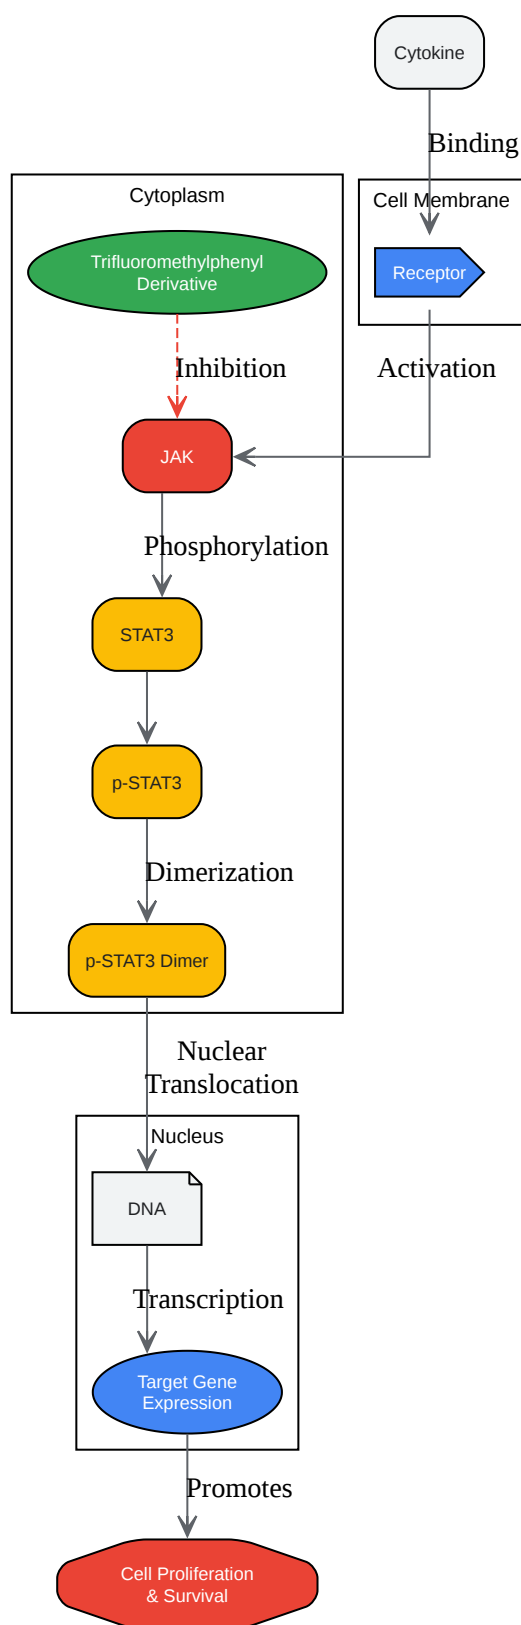 Cytokine
Binding
Cytoplasm
Cell Membrane
Trifluoromethylphenyl
Derivative
Receptor
Inhibition
Activation
JAK
Phosphorylation
STAT3
p-STAT3
Dimerization
p-STAT3 Dimer
Nuclear
Translocation
Nucleus
DNA
Transcription
Target Gene
Expression
Promotes
Cell Proliferation
& Survival